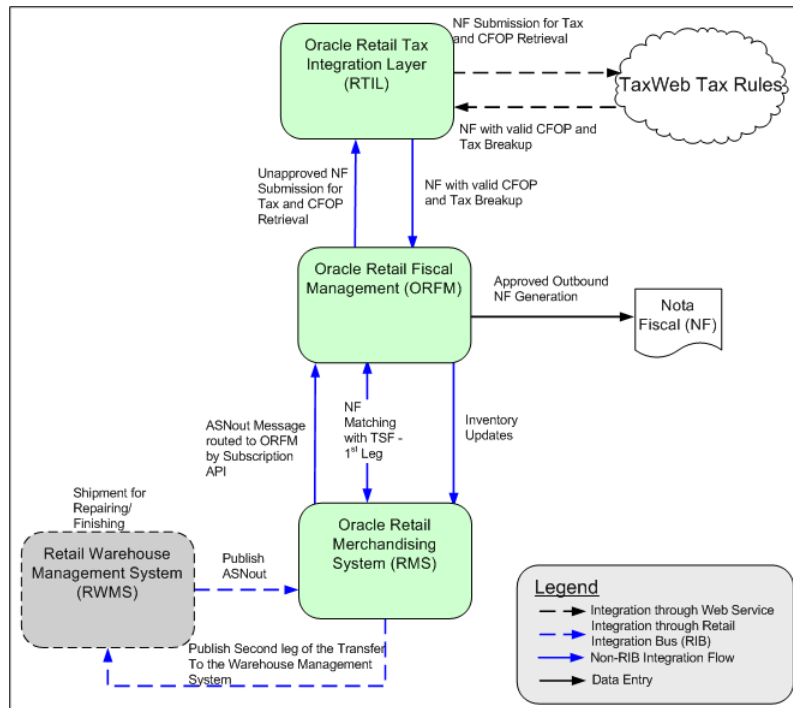 Oracle Retail Tax
Integration Layer
(RTIL)
NF Submission for Tax
and CFOP Retrieval
TaxWeb Tax Rules
NF with valid CFOP and
Tax Breakup
Unapproved NF
Submission for
Tax and CFOP
Retrieval
NF with valid CFOP
and Tax Breakup
Oracle Retail Fiscal
Management (ORFM)
Approved Outbound
NF Generation
Nota
Fiscal (NF)
ASNout Message
routed to ORFM
by Subscription
API
NF
Matching
with TSF -
1st Leg
Inventory
Updates
Shipment for
Repairing/
Finishing
Retail Warehouse
Management System
(RWMS)
Publish
ASNout
Oracle Retail
Merchandising
System (RMS)
Publish Second leg of the Transfer
To the Warehouse Management
System
Legend
Integration through Web Service
Integration through Retail
Integration Bus (RIB)
Non-RIB Integration Flow
Data Entry